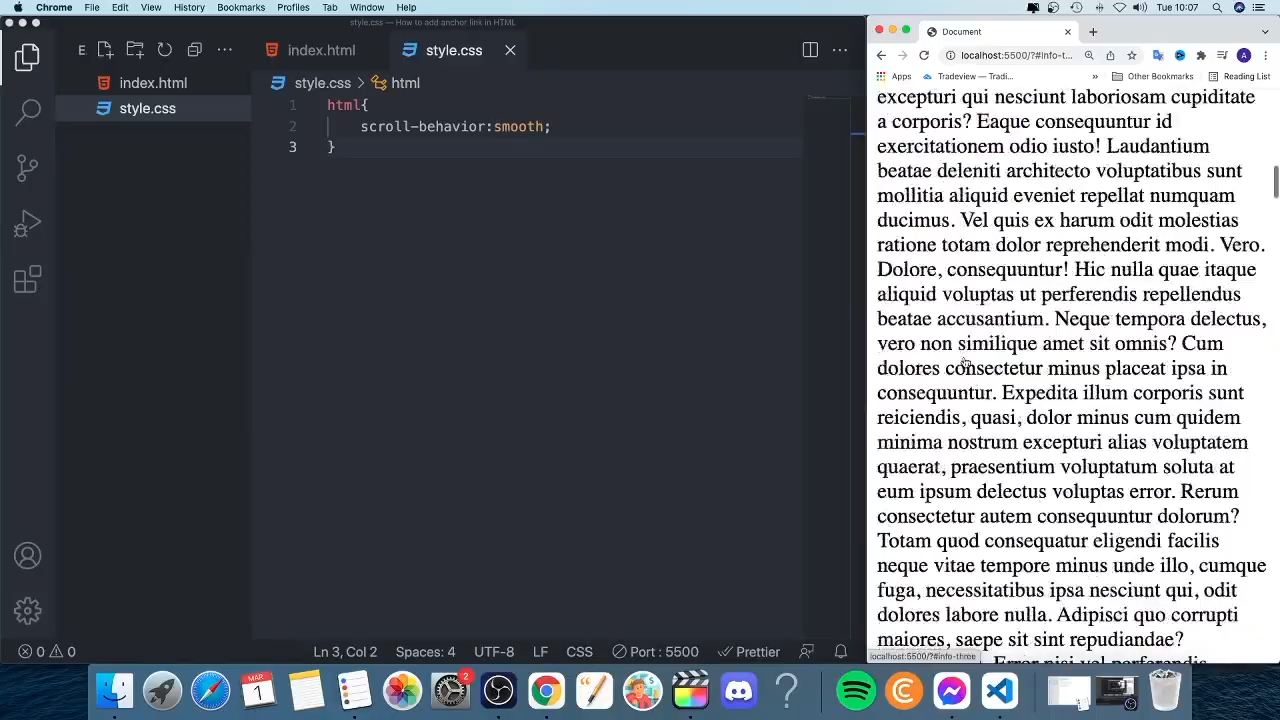 Chrome File Edit View History Bookmarks Profiles Tab Window Help Tue 10:07
style.css — How to add anchor link in HTML
Document
E
index.html
style.css
localhost:5500/?#info-t...
A
Apps
Tradeview – Tradi...
»
Other Bookmarks
Reading List
index.html
style.css
style.css > html
1 html{
2 scroll-behavior:smooth;
3 }
excepturi qui nesciunt laboriosam cupiditate
a corporis? Eaque consequuntur id
exercitationem odio iusto! Laudantium
beatae deleniti architecto voluptatibus sunt
mollitia aliquid eveniet repellat numquam
ducimus. Vel quis ex harum odit molestias
ratione totam dolor reprehenderit modi. Vero.
Dolore, consequuntur! Hic nulla quae itaque
aliquid voluptas ut perferendis repellendus
beatae accusantium. Neque tempora delectus,
vero non similique amet sit omnis? Cum
dolores consectetur minus placeat ipsa in
consequuntur. Expedita illum corporis sunt
reiciendis, quasi, dolor minus cum quidem
minima nostrum excepturi alias voluptatem
quaerat, praesentium voluptatum soluta at
eum ipsum delectus voluptas error. Rerum
consectetur autem consequuntur dolorum?
Totam quod consequatur eligendi facilis
neque vitae tempore minus unde illo, cumque
fuga, necessitatibus ipsa nesciunt qui, odit
dolores labore nulla. Adipisci quo corrupti
maiores, saepe sit sint repudiandae?
Error nisi vel perferendis
localhost:5500/?#info-three
0 0
Ln 3, Col 2 Spaces: 4 UTF-8 LF CSS Port : 5500 Prettier
MAR
1
2
?